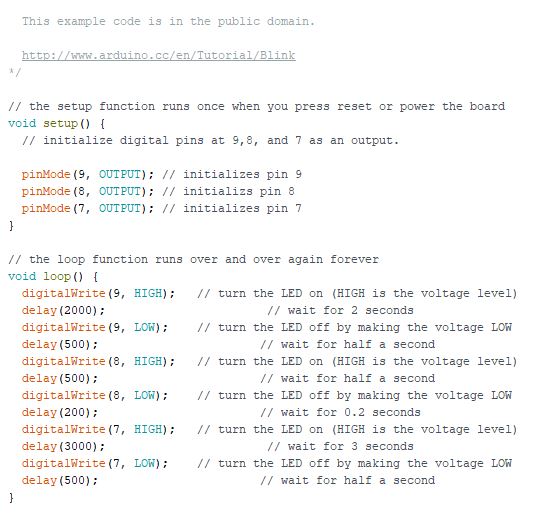 This example code is in the public domain.
http://www.arduino.cc/en/Tutorial/Blink
*/
// the setup function runs once when you press reset or power the board
void setup() {
// initialize digital pins at 9,8, and 7 as an output.
pinMode(9, OUTPUT); // initializes pin 9
pinMode(8, OUTPUT); // initializs pin 8
pinMode(7, OUTPUT); // initializes pin 7
}
// the loop function runs over and over again forever
void loop() {
digitalWrite(9, HIGH);   // turn the LED on (HIGH is the voltage level)
delay(2000);                       // wait for 2 seconds
digitalWrite(9, LOW);    // turn the LED off by making the voltage LOW
delay(500);                       // wait for half a second
digitalWrite(8, HIGH);   // turn the LED on (HIGH is the voltage level)
delay(500);                       // wait for half a second
digitalWrite(8, LOW);    // turn the LED off by making the voltage LOW
delay(200);                       // wait for 0.2 seconds
digitalWrite(7, HIGH);   // turn the LED on (HIGH is the voltage level)
delay(3000);                       // wait for 3 seconds
digitalWrite(7, LOW);    // turn the LED off by making the voltage LOW
delay(500);                       // wait for half a second
}